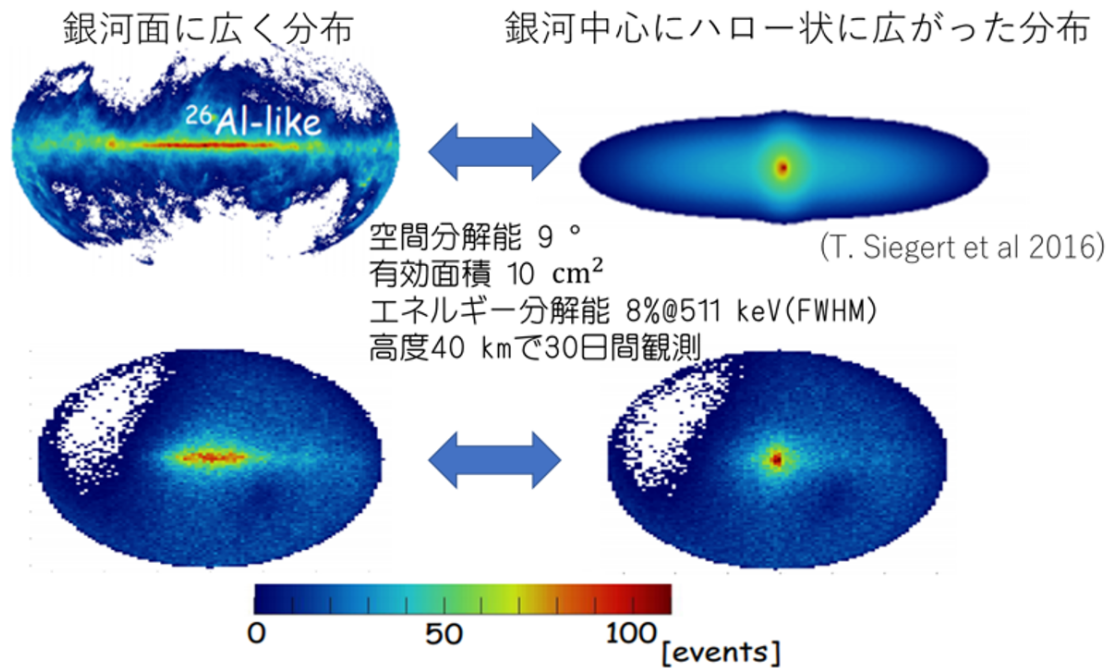 銀河面に広く分布
銀河中心にハロー状に広がった分布
²⁶Al-like
(T. Siegert et al 2016)
空間分解能 9 °
有効面積 10 cm²
エネルギー分解能 8%@511 keV(FWHM)
高度40 kmで30日間観測
0 50 100 [events]